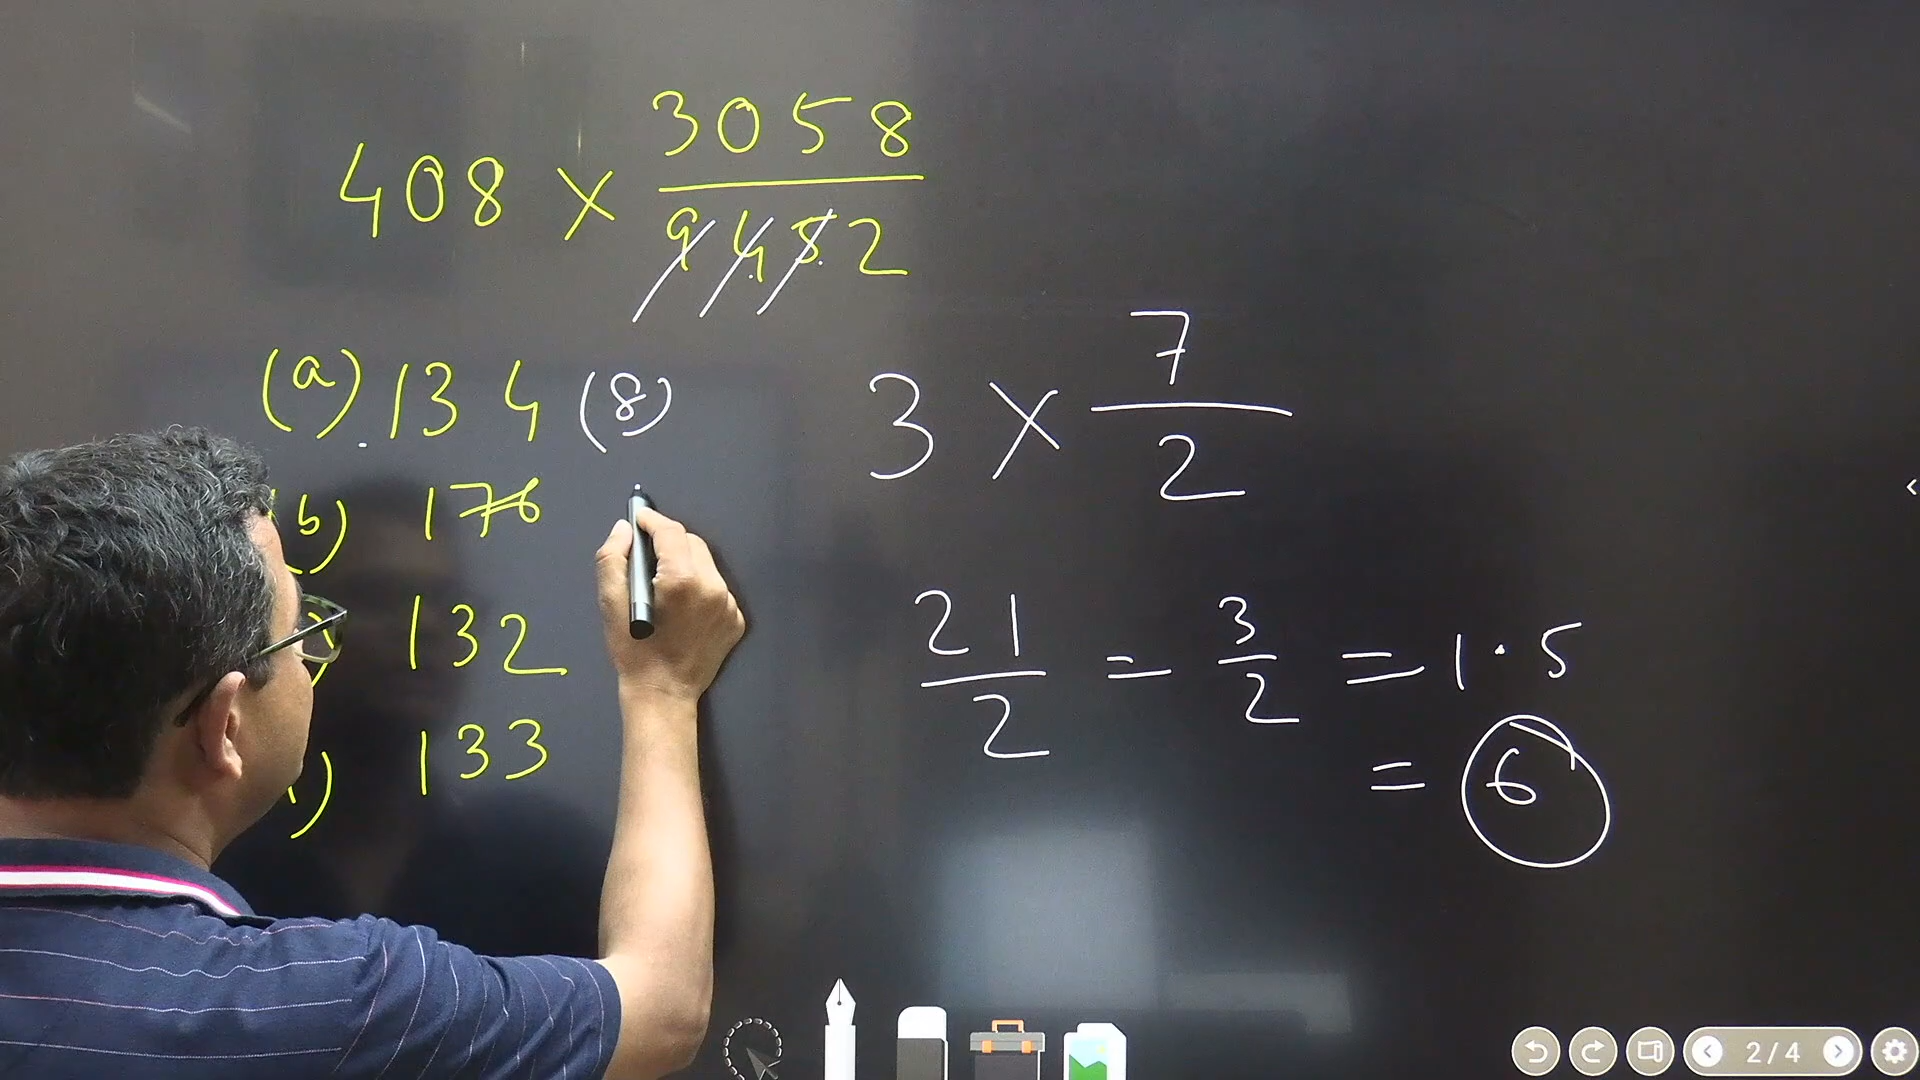 408 × 3058
9452
(a) 134 (8)
b) 176
132
133
3 × 7
2
21 = 3 = 1.5
2 2
= 6
2/4